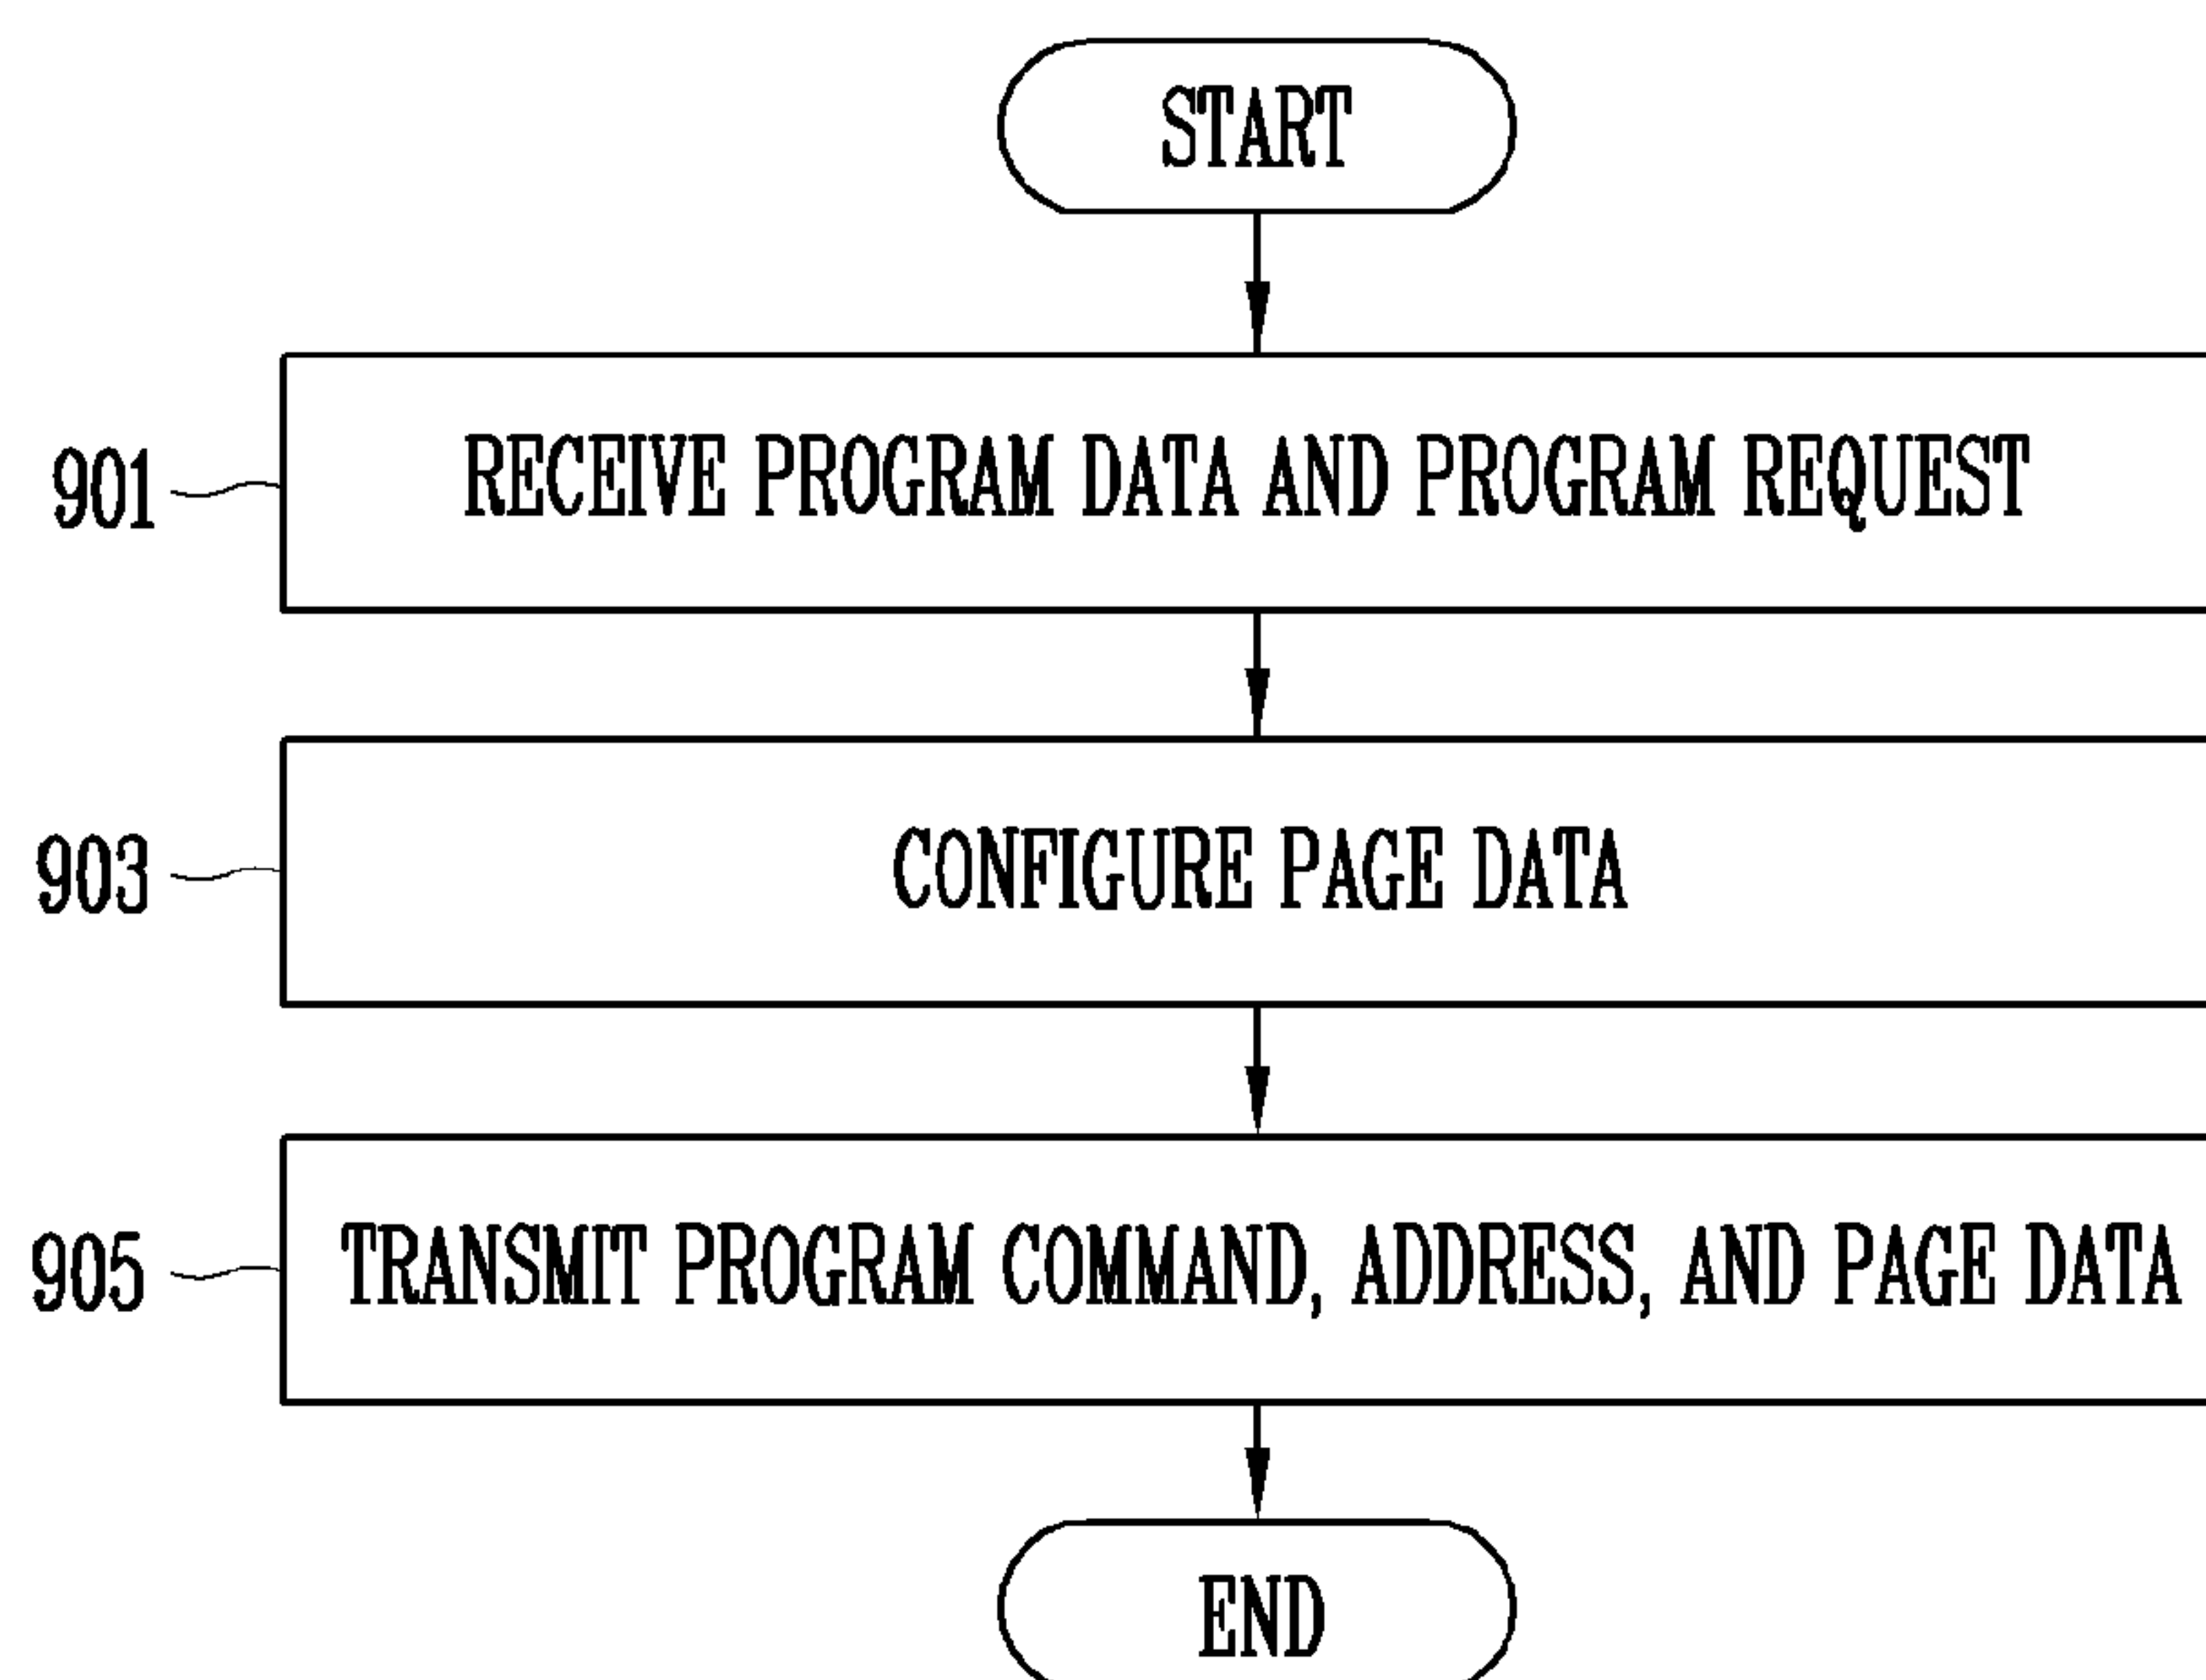 START
901 RECEIVE PROGRAM DATA AND PROGRAM REQUEST
903 CONFIGURE PAGE DATA
905 TRANSMIT PROGRAM COMMAND, ADDRESS, AND PAGE DATA
END